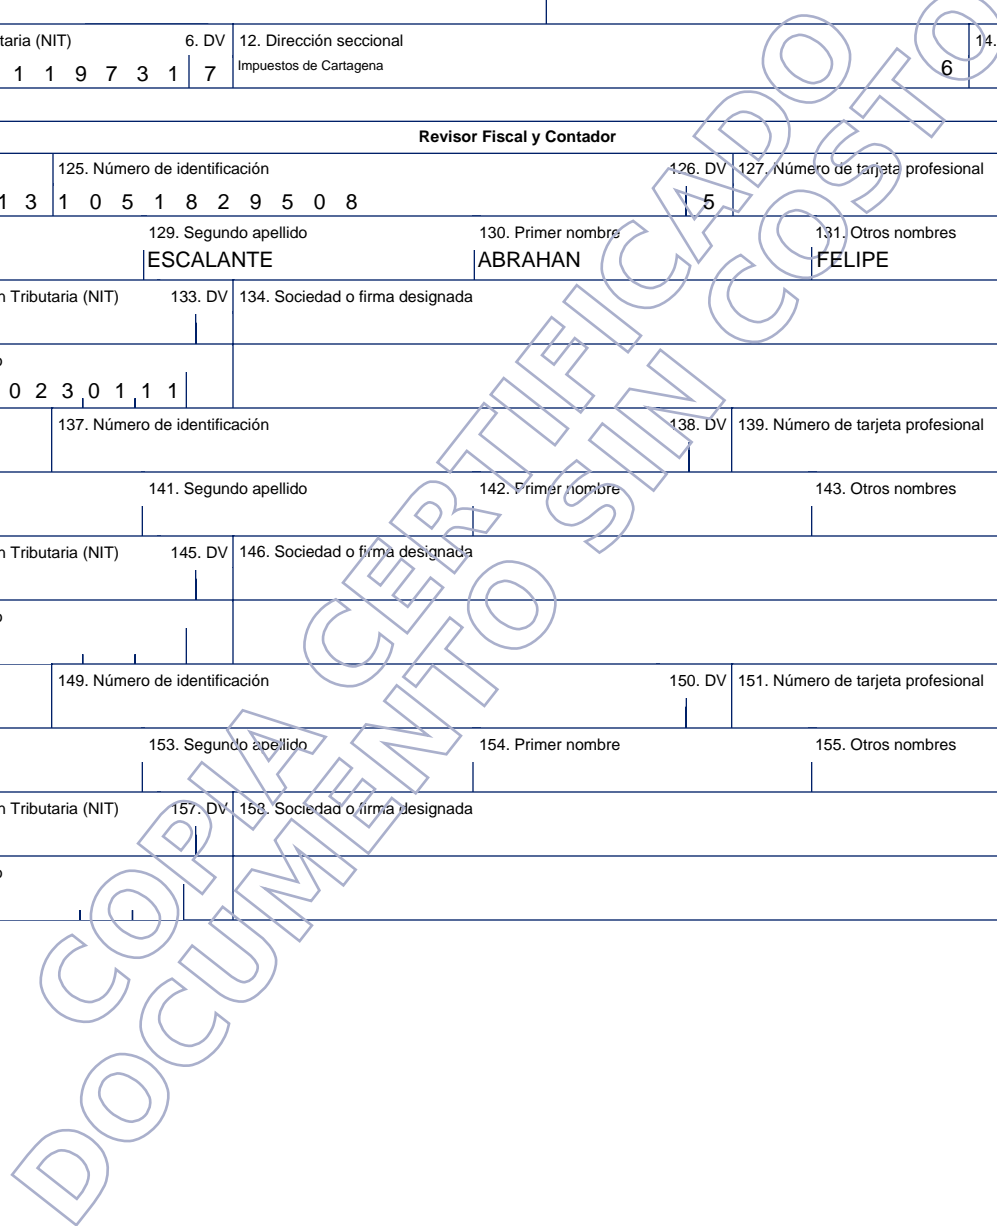 taria (NIT) 6. DV 12. Dirección seccional 14.
1 1 9 7 3 1 7 Impuestos de Cartagena 6
Revisor Fiscal y Contador
125. Número de identificación 126. DV 127. Número de tarjeta profesional
1 3 1 0 5 1 8 2 9 5 0 8 5
129. Segundo apellido 130. Primer nombre 131. Otros nombres
ESCALANTE ABRAHAN FELIPE
n Tributaria (NIT) 133. DV 134. Sociedad o firma designada
o
0 2 3 0 1 1 1
137. Número de identificación 138. DV 139. Número de tarjeta profesional
141. Segundo apellido 142. Primer nombre 143. Otros nombres
n Tributaria (NIT) 145. DV 146. Sociedad o firma designada
o
149. Número de identificación 150. DV 151. Número de tarjeta profesional
153. Segundo apellido 154. Primer nombre 155. Otros nombres
n Tributaria (NIT) 157. DV 158. Sociedad o firma designada
o
COPIA CERTIFICADO
DOCUMENTO SIN COSTO